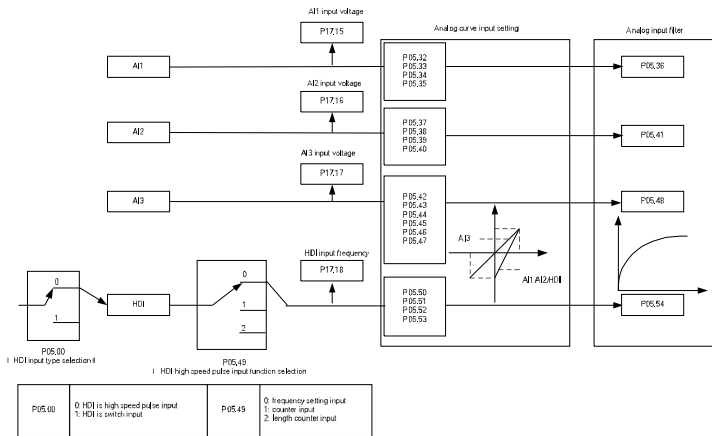 AI1 input voltage
P17.15
Analog curve input setting
Analog input filter
AI1
P05.32
P05.33
P05.34
P05.35
P05.36
AI2 input voltage
P17.16
AI2
P05.37
P05.38
P05.39
P05.40
P05.41
AI3 input voltage
P17.17
AI3
P05.42
P05.43
P05.44
P05.45
P05.46
P05.47
P05.48
AI3
AI1/AI2/HDI
HDI input frequency
P17.18
0
1
HDI
0
1
2
P05.50
P05.51
P05.52
P05.53
P05.54
P05.00
HDI input type selection
P05.49
HDI high speed pulse input function selection
P05.00
0: HDI is high speed pulse input
1: HDI is switch input
P05.49
0: frequency setting input
1: counter input
2: length counter input